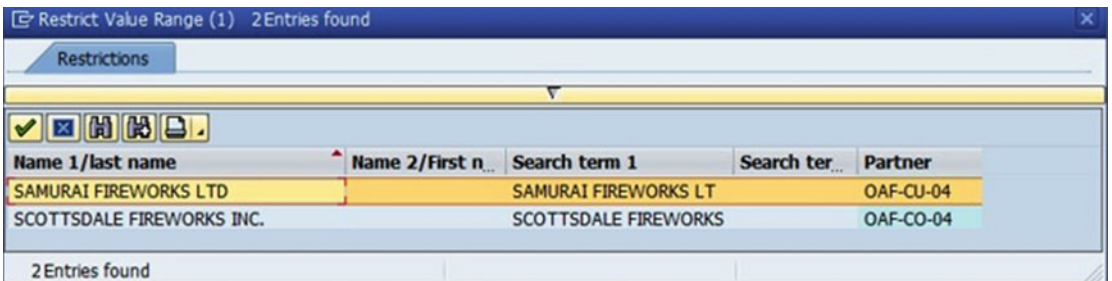 Restrict Value Range (1) 2 Entries found
Restrictions
Name 1/last name Name 2/First n... Search term 1 Search ter... Partner
SAMURAI FIREWORKS LTD SAMURAI FIREWORKS LT OAF-CU-04
SCOTTSDALE FIREWORKS INC. SCOTTSDALE FIREWORKS OAF-CO-04
2 Entries found